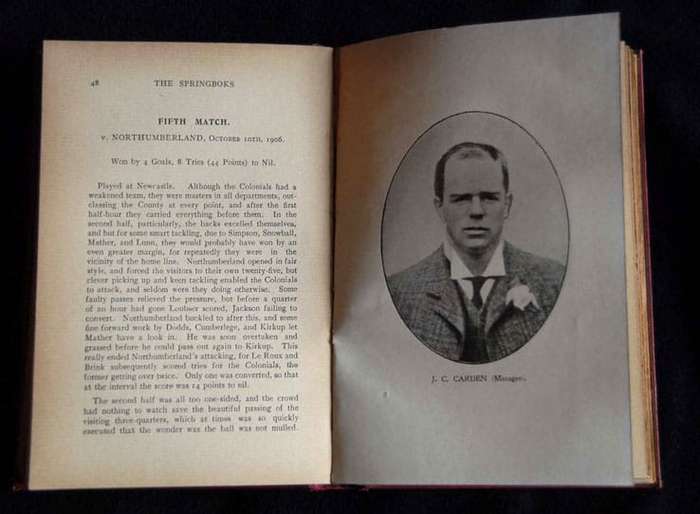 48 THE SPRINGBOKS
FIFTH MATCH.
v. NORTHUMBERLAND, OCTOBER 10TH, 1906.
Won by 4 Goals, 8 Tries (44 Points) to Nil.
Played at Newcastle. Although the Colonials had a
weakened team, they were masters in all departments, out-
classing the County at every point, and after the first
half-hour they carried everything before them. In the
second half, particularly, the backs excelled themselves,
and but for some smart tackling, due to Simpson, Snowball,
Mather, and Lunn, they would probably have won by an
even greater margin, for repeatedly they were in the
vicinity of the home line. Northumberland opened in fair
style, and forced the visitors to their own twenty-five, but
clever picking up and keen tackling enabled the Colonials
to attack, and seldom were they doing otherwise. Some
faulty passes relieved the pressure, but before a quarter
of an hour had gone Loubser scored, Jackson failing to
convert. Northumberland buckled to after this, and some
fine forward work by Dodds, Cumberlege, and Kirkup let
Mather have a look in. He was soon overtaken and
grassed before he could pass out again to Kirkup. This
really ended Northumberland's attacking, for Le Roux and
Brink subsequently scored tries for the Colonials, the
former getting over twice. Only one was converted, so that
at the interval the score was 14 points to nil.
The second half was all too one-sided, and the crowd
had nothing to watch save the beautiful passing of the
visiting three-quarters, which at times was so quickly
executed that the wonder was the ball was not mulled.
J. C. CARDEN (Manager).